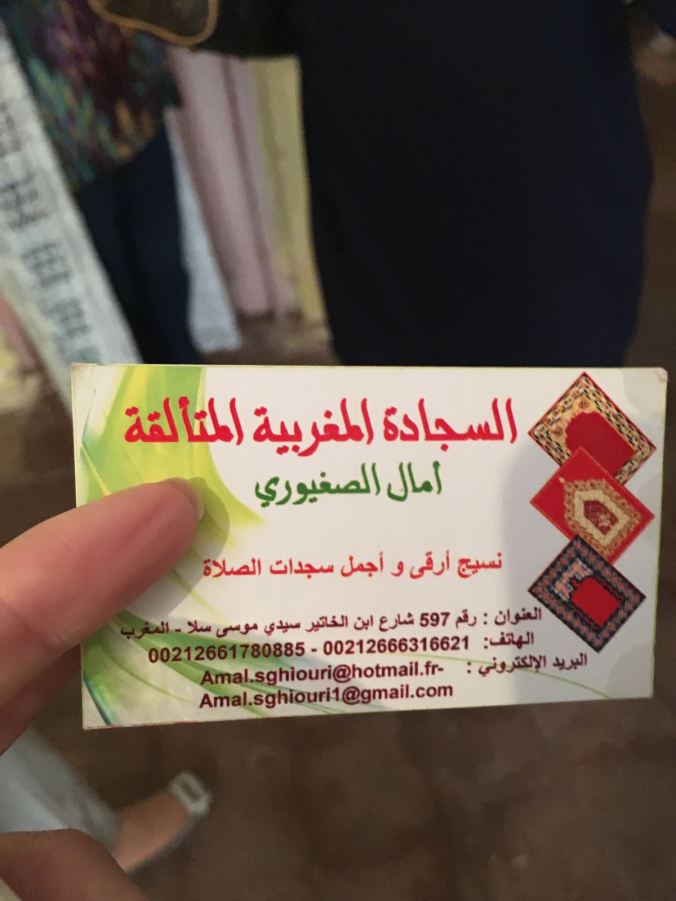 السجادة المغربية المتألقة
أمال الصغيوري
نسيج أرقى و أجمل سجدات الصلاة
العنوان : رقم 597 شارع ابن الخاتير سيدي موسى سلا - المغرب
الهاتف: 00212666316621 - 00212661780885
البريد الإلكتروني : Amal.sghiouri@hotmail.fr-
Amal.sghiouri1@gmail.com